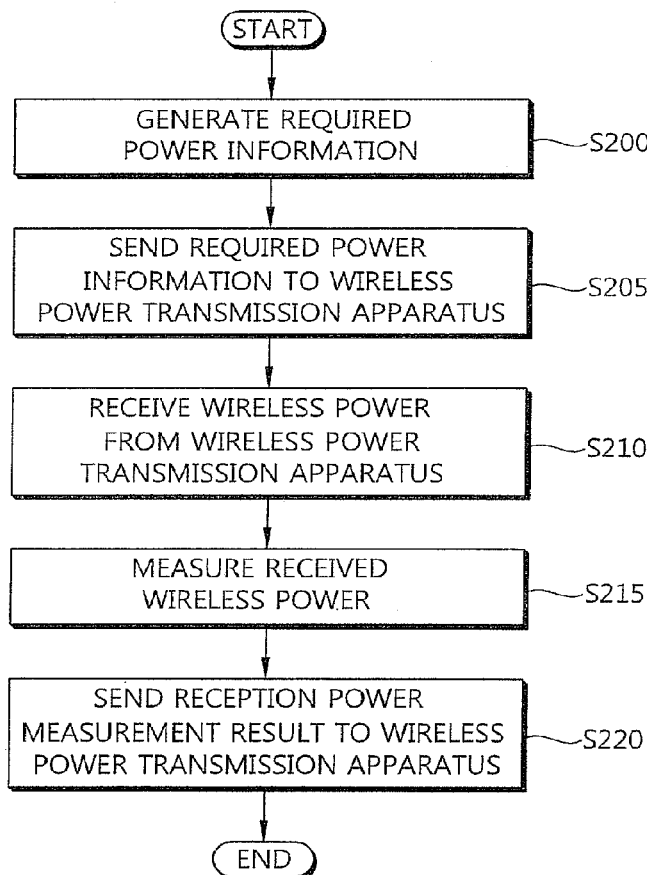 START
GENERATE REQUIRED
POWER INFORMATION
S200
SEND REQUIRED POWER
INFORMATION TO WIRELESS
POWER TRANSMISSION APPARATUS
S205
RECEIVE WIRELESS POWER
FROM WIRELESS POWER
TRANSMISSION APPARATUS
S210
MEASURE RECEIVED
WIRELESS POWER
S215
SEND RECEPTION POWER
MEASUREMENT RESULT TO WIRELESS
POWER TRANSMISSION APPARATUS
S220
END